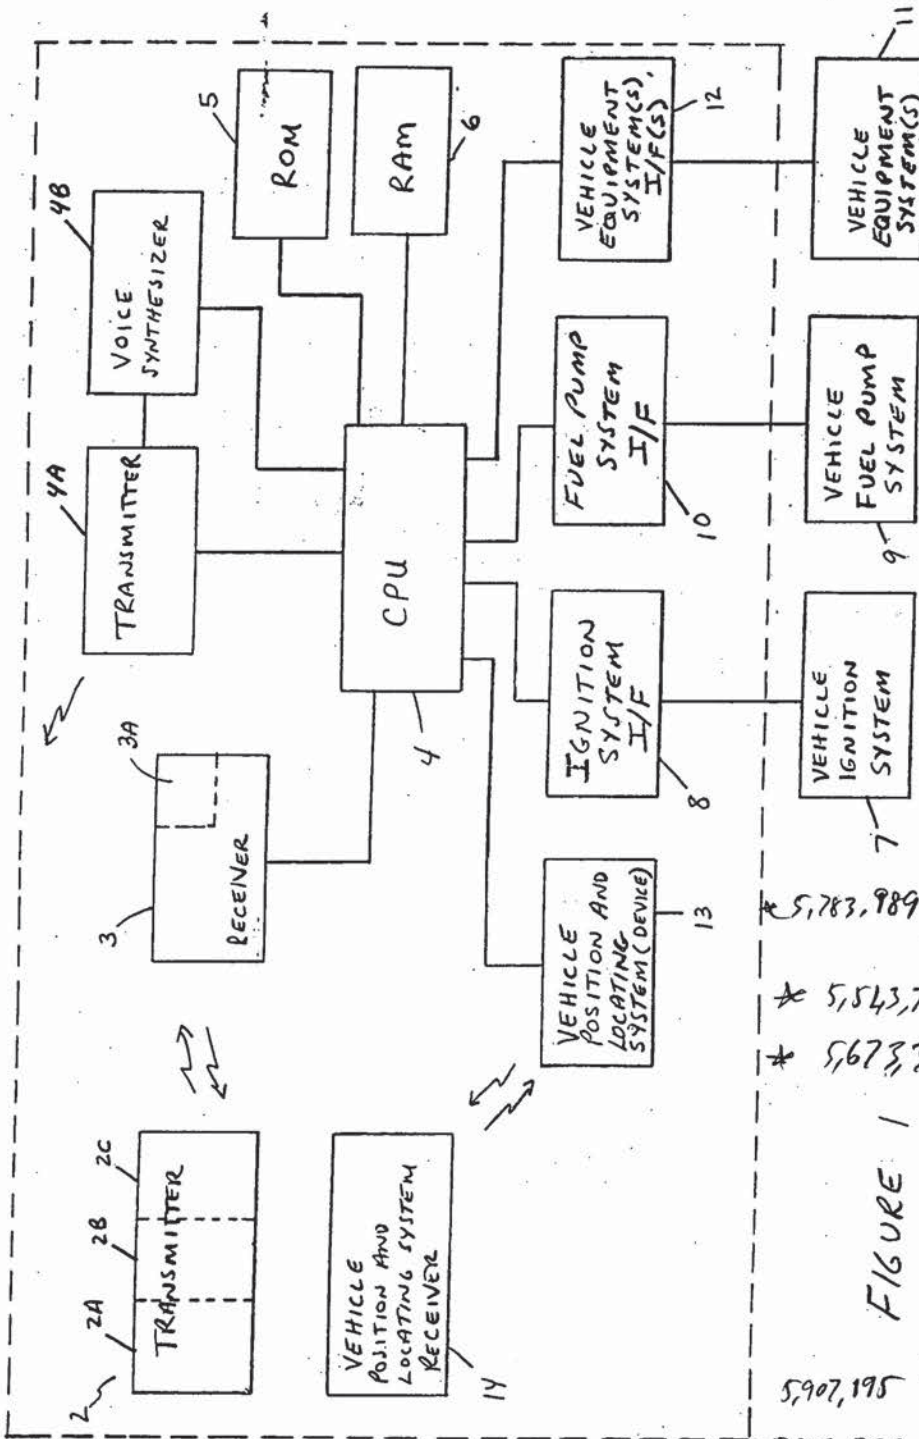 2
2A
2B
2C
TRANSMITTER
3
3A
RECEIVER
4A
TRANSMITTER
4B
VOICE
SYNTHESIZER
5
ROM
RAM
6
CPU
4
VEHICLE
POSITION AND
LOCATING SYSTEM
RECEIVER
14
VEHICLE
POSITION AND
LOCATING
SYSTEM (DEVICE)
13
IGNITION
SYSTEM
I/F
8
FUEL PUMP
SYSTEM
I/F
10
VEHICLE
EQUIPMENT
SYSTEM(S),
I/F(S)
12
VEHICLE
IGNITION
SYSTEM
7
VEHICLE
FUEL PUMP
SYSTEM
9
VEHICLE
EQUIPMENT
SYSTEM(S)
11
* 5,783,989
*
*
5,907,195
FIGURE 1